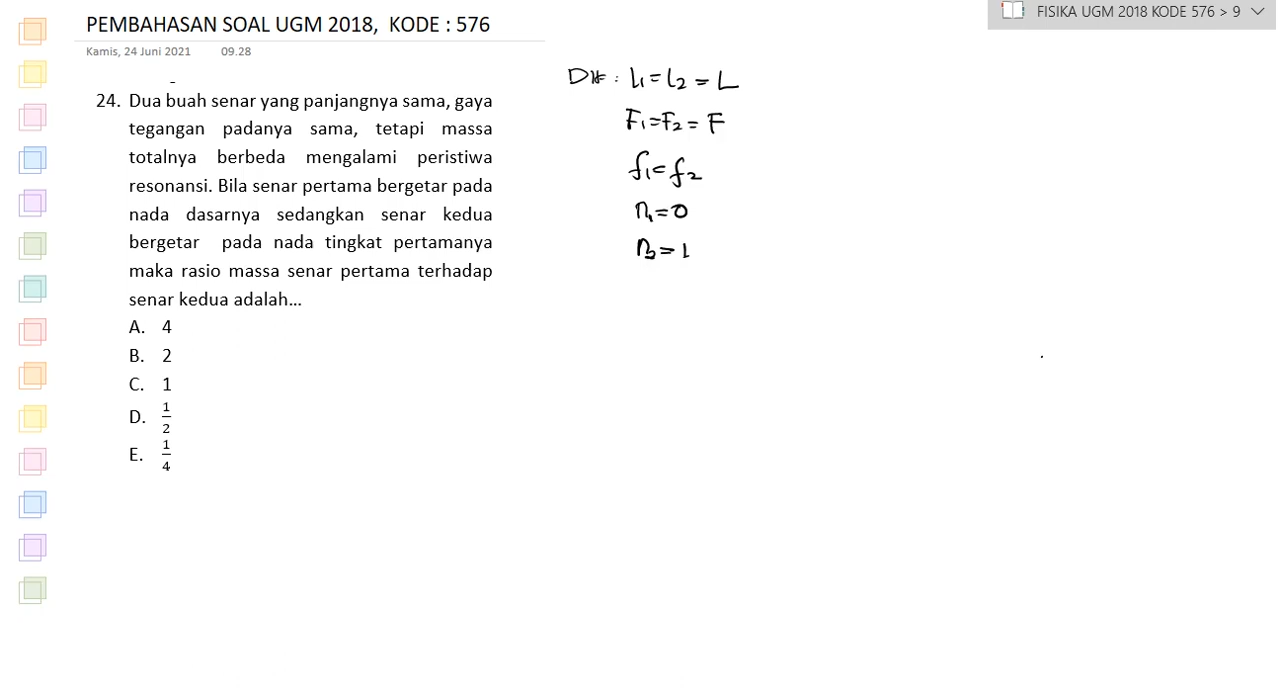 PEMBAHASAN SOAL UGM 2018, KODE : 576
FISIKA UGM 2018 KODE 576 > 9
Kamis, 24 Juni 2021 09.28
24. Dua buah senar yang panjangnya sama, gaya
tegangan padanya sama, tetapi massa
totalnya berbeda mengalami peristiwa
resonansi. Bila senar pertama bergetar pada
nada dasarnya sedangkan senar kedua
bergetar pada nada tingkat pertamanya
maka rasio massa senar pertama terhadap
senar kedua adalah...
A. 4
B. 2
C. 1
D. 1/2
E. 1/4
Dit : L1 = L2 = L
F1 = F2 = F
f1 = f2
n1 = 0
n2 = 1